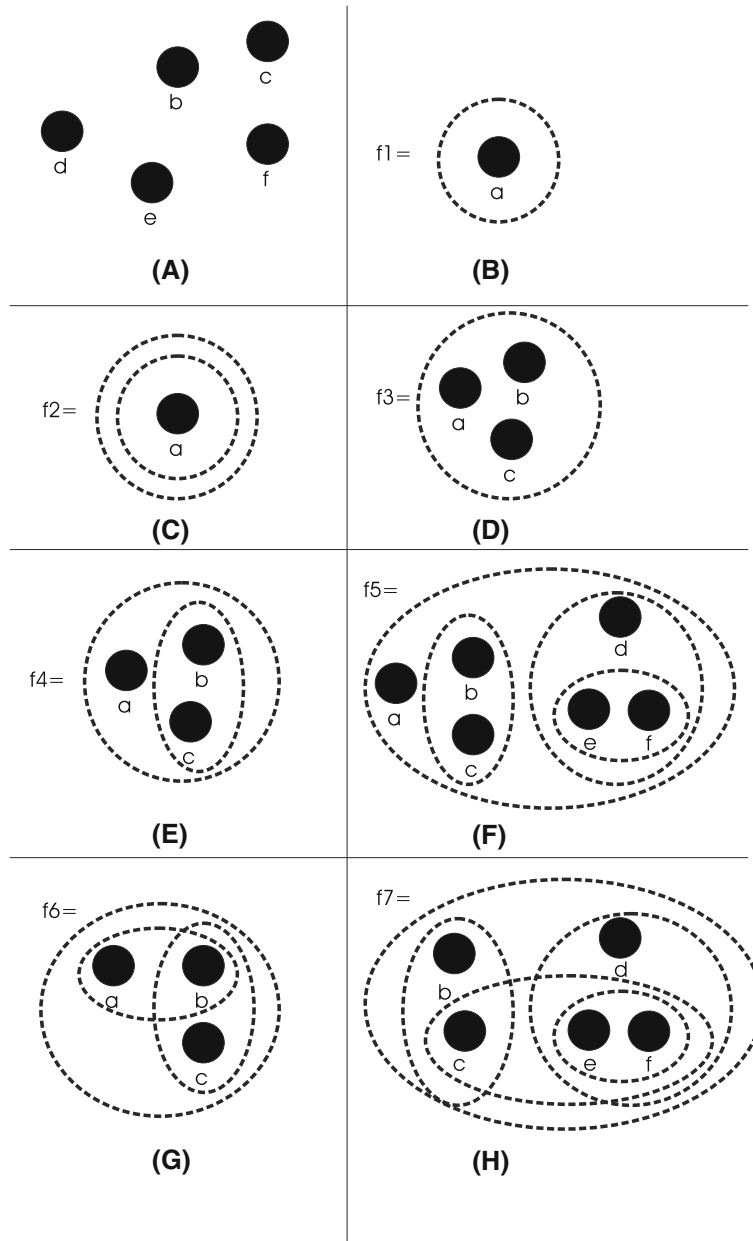 c
b
d
f
e
(A)
f1=
a
(B)
f2=
a
(C)
f3=
b
a
c
(D)
f4=
b
a
c
(E)
f5=
d
b
a
e f
c
(F)
f6=
a b
c
(G)
f7=
d
b
c e f
(H)